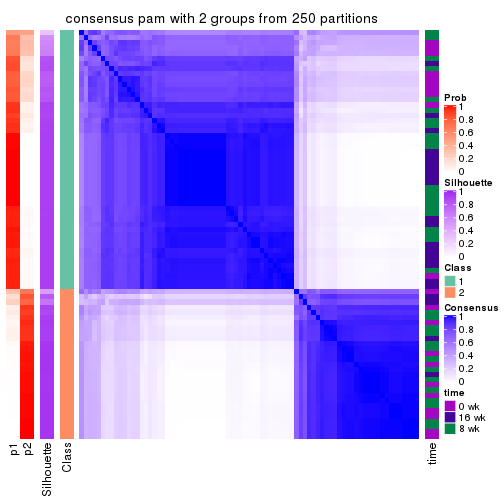 consensus pam with 2 groups from 250 partitions
Prob
1
0.8
0.6
0.4
0.2
0
Silhouette
1
0.8
0.6
0.4
0.2
0
Class
1
2
Consensus
1
0.8
0.6
0.4
0.2
0
time
0 wk
16 wk
8 wk
p1
p2
Silhouette
Class
time